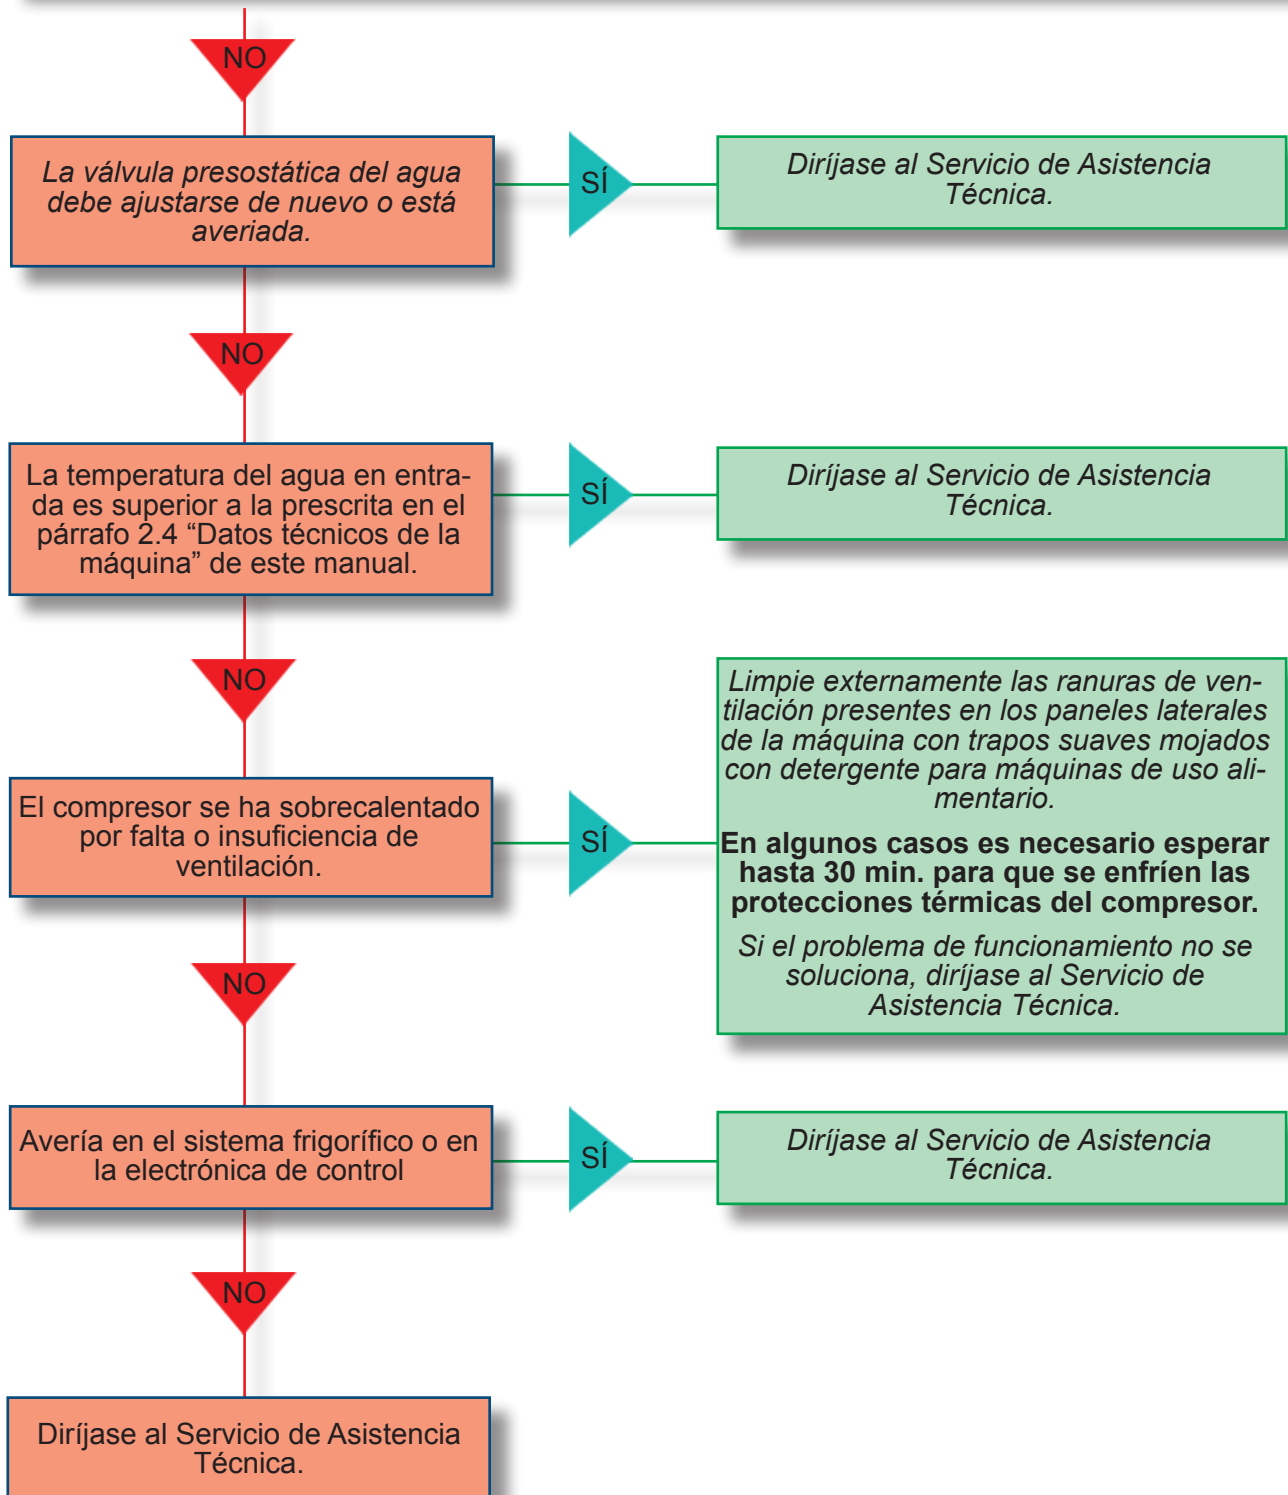 NO
La válvula presostática del agua
debe ajustarse de nuevo o está
averiada.
SÍ
Diríjase al Servicio de Asistencia
Técnica.
NO
La temperatura del agua en entra-
da es superior a la prescrita en el
párrafo 2.4 “Datos técnicos de la
máquina” de este manual.
SÍ
Diríjase al Servicio de Asistencia
Técnica.
NO
El compresor se ha sobrecalentado
por falta o insuficiencia de
ventilación.
SÍ
Limpie externamente las ranuras de ven-
tilación presentes en los paneles laterales
de la máquina con trapos suaves mojados
con detergente para máquinas de uso ali-
mentario.
En algunos casos es necesario esperar
hasta 30 min. para que se enfríen las
protecciones térmicas del compresor.
Si el problema de funcionamiento no se
soluciona, diríjase al Servicio de
Asistencia Técnica.
NO
Avería en el sistema frigorífico o en
la electrónica de control
SÍ
Diríjase al Servicio de Asistencia
Técnica.
NO
Diríjase al Servicio de Asistencia
Técnica.